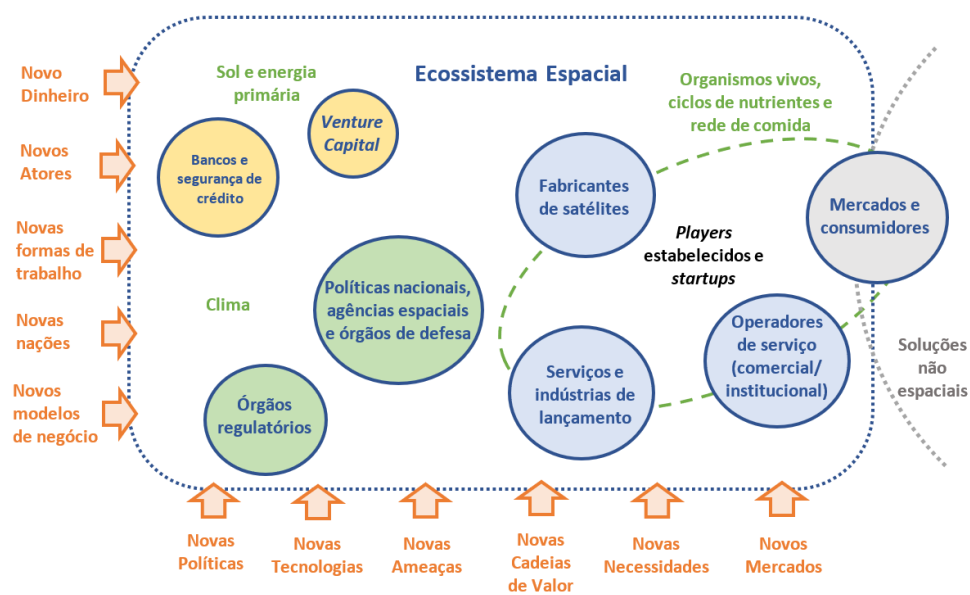 Ecossistema Espacial
Novo
Dinheiro
Novos
Atores
Novas
formas de
trabalho
Novas
nações
Novos
modelos
de negócio
Sol e energia
primária
Venture
Capital
Bancos e
segurança de
crédito
Clima
Políticas nacionais,
agências espaciais
e órgãos de defesa
Órgãos
regulatórios
Organismos vivos,
ciclos de nutrientes e
rede de comida
Fabricantes
de satélites
Players
estabelecidos e
startups
Mercados e
consumidores
Serviços e
indústrias de
lançamento
Operadores
de serviço
(comercial/
institucional)
Soluções
não
espaciais
Novas
Políticas
Novas
Tecnologias
Novas
Ameaças
Novas
Cadeias
de Valor
Novas
Necessidades
Novos
Mercados